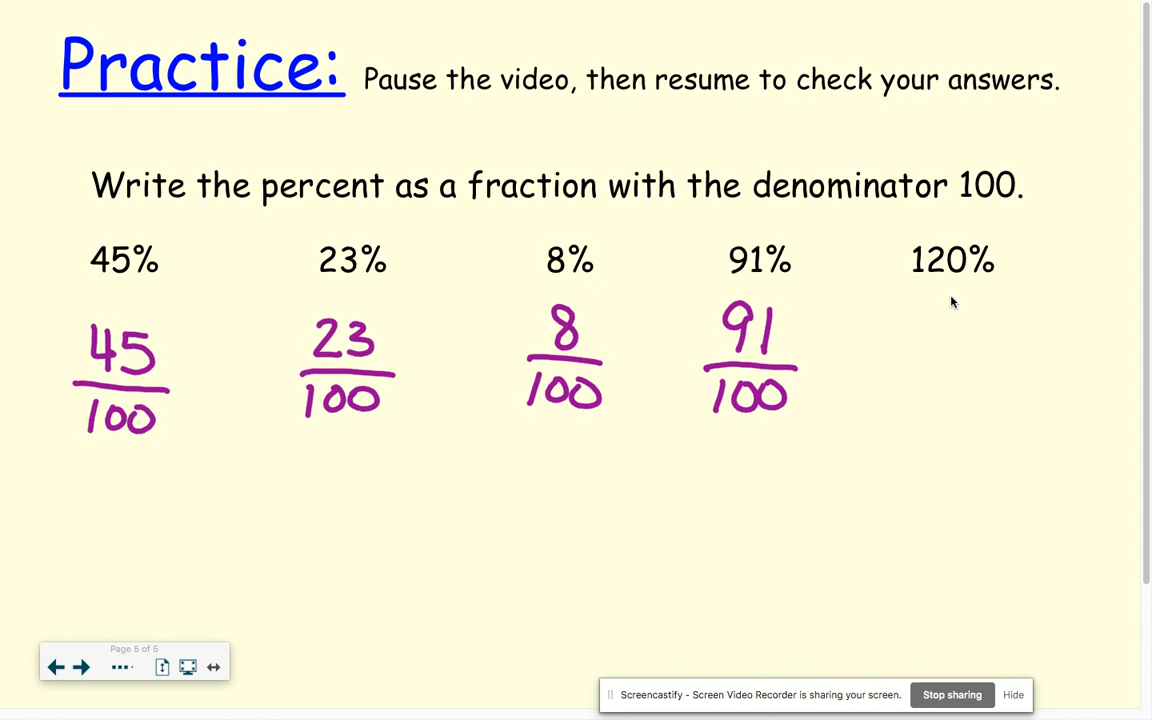 Practice: Pause the video, then resume to check your answers.
Write the percent as a fraction with the denominator 100.
45% 23% 8% 91% 120%
45 23 8 91
100 100 100 100
Page 5 of 5
Screencastify - Screen Video Recorder is sharing your screen. Stop sharing Hide